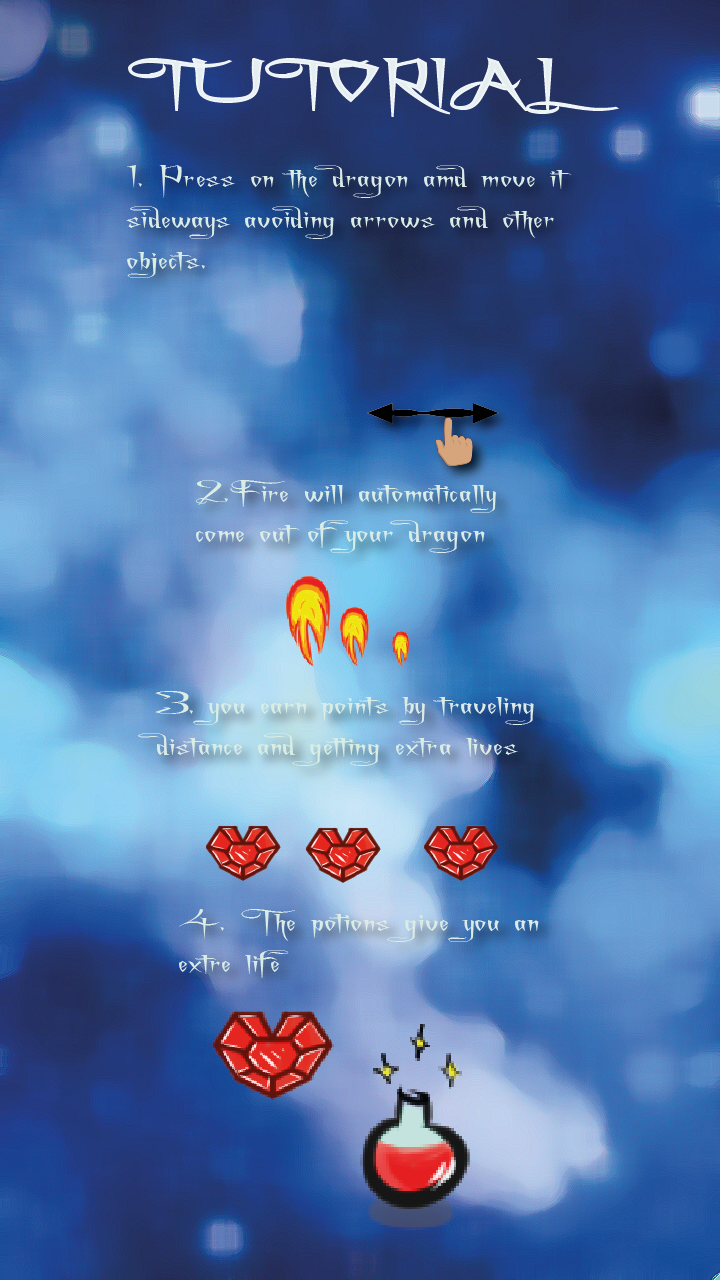 TUTORIAL
1. Press on the dragon amd move it
sideways avoiding arrows and other
objects.
2.Fire will automatically
come out of your dragon
3. you earn points by traveling
distance and getting extra lives
4. The potions give you an
extre life